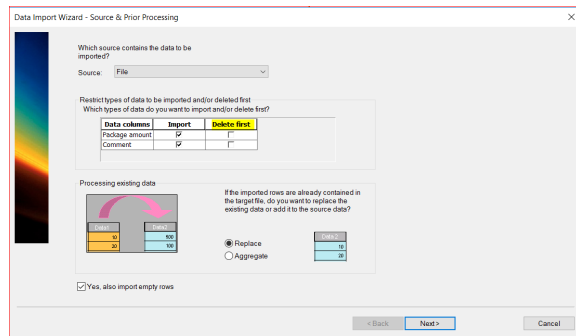 Data Import Wizard - Source & Prior Processing
Which source contains the data to be
imported?
Source: File
Restrict types of data to be imported and/or deleted first
Which types of data do you want to import and/or delete first?
Data columns Import Delete first
Package amount
Comment
Processing existing data
If the imported rows are already contained in
the target file, do you want to replace the
existing data or add it to the source data?
Data1 Data2
10 500
20 100
Replace
Aggregate
Data2
10
20
Yes, also import empty rows
< Back Next > Cancel